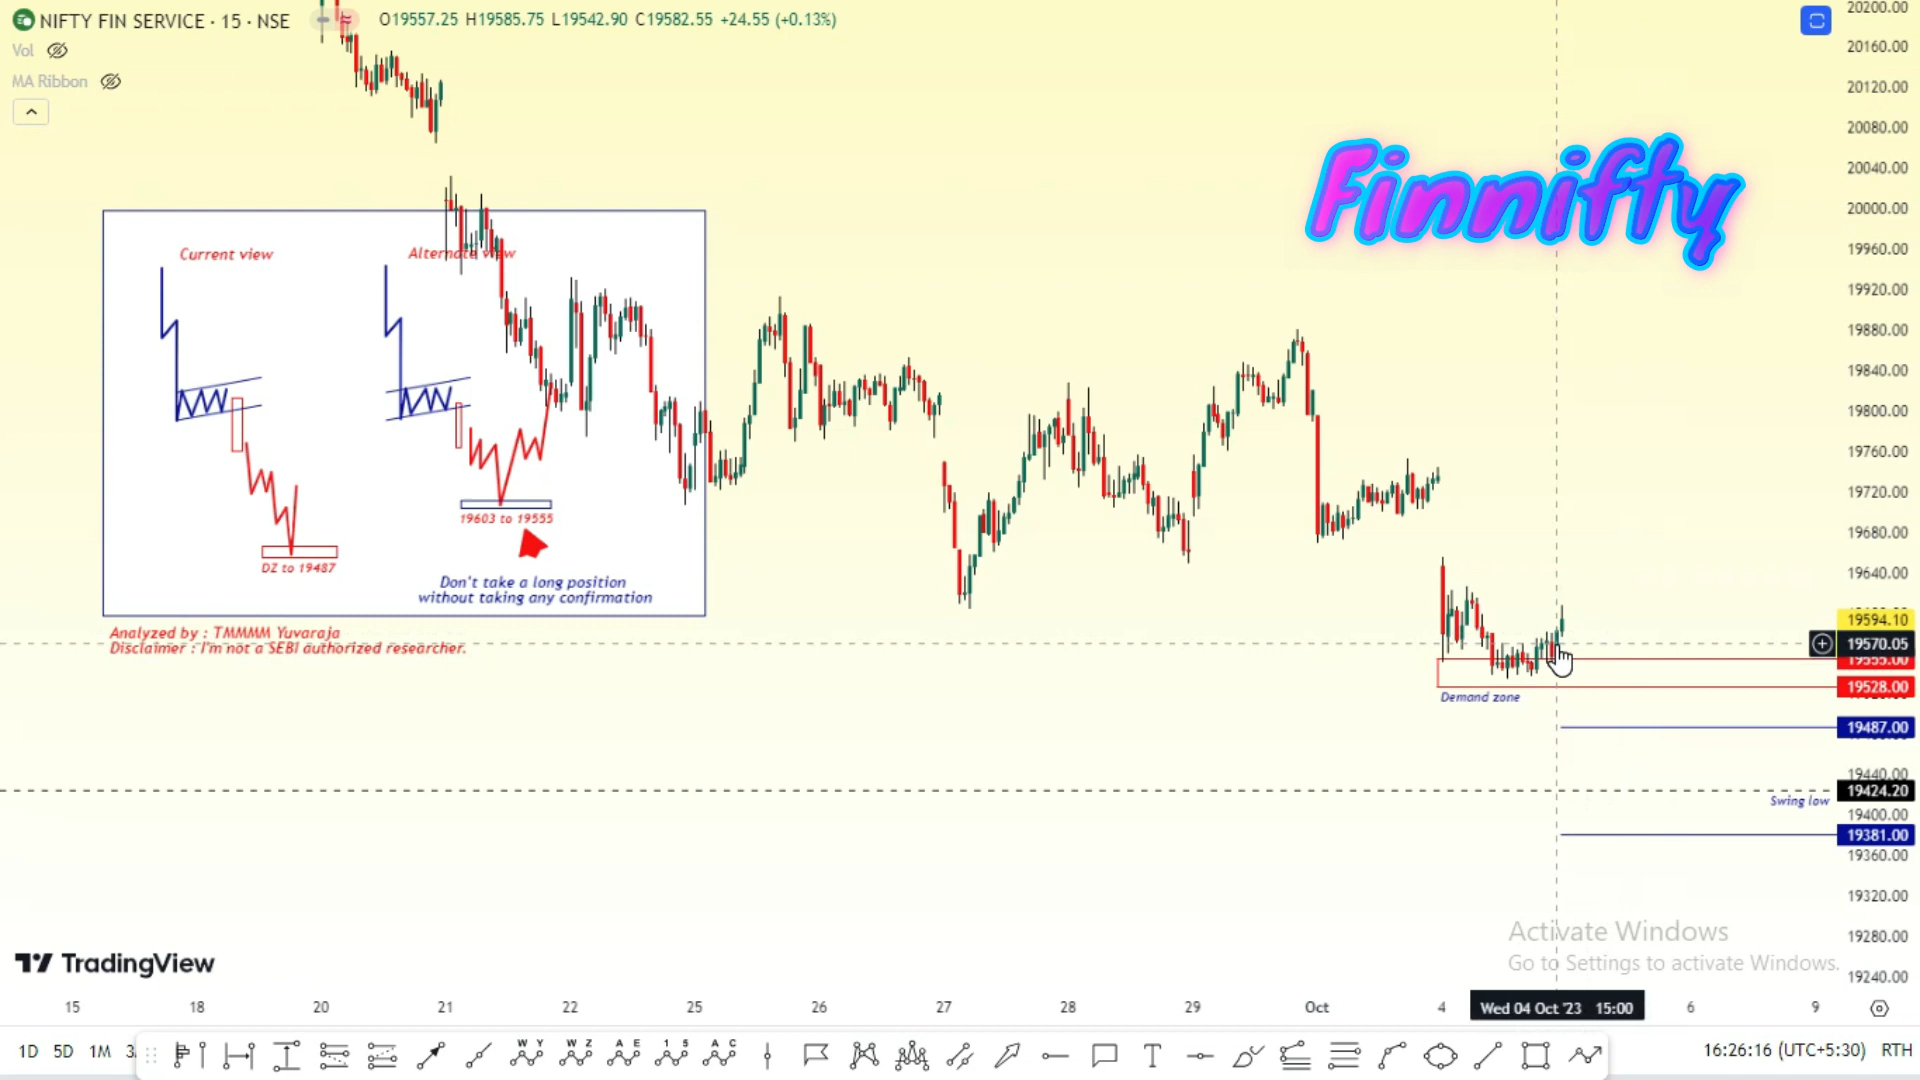 NIFTY FIN SERVICE · 15 · NSE
O19557.25 H19585.75 L19542.90 C19582.55 +24.55 (+0.13%)
Vol
MA Ribbon
Finnifty
Current view
Alternate view
19603 to 19555
DZ to 19487
Don't take a long position
without taking any confirmation
Analyzed by : TMMMM Yuvaraja
Disclaimer : I'm not a SEBI authorized researcher.
Demand zone
Swing low
20200.00
20160.00
20120.00
20080.00
20040.00
20000.00
19960.00
19920.00
19880.00
19840.00
19800.00
19760.00
19720.00
19680.00
19640.00
19594.10
19570.05
19555.00
19528.00
19487.00
19440.00
19424.20
19400.00
19381.00
19360.00
19320.00
19280.00
19240.00
Activate Windows
Go to Settings to activate Windows.
TradingView
15 18 20 21 22 25 26 27 28 29 Oct 4 Wed 04 Oct '23 15:00 6 9
1D 5D 1M
W Y W Z A E 1 5 A C
16:26:16 (UTC+5:30) RTH